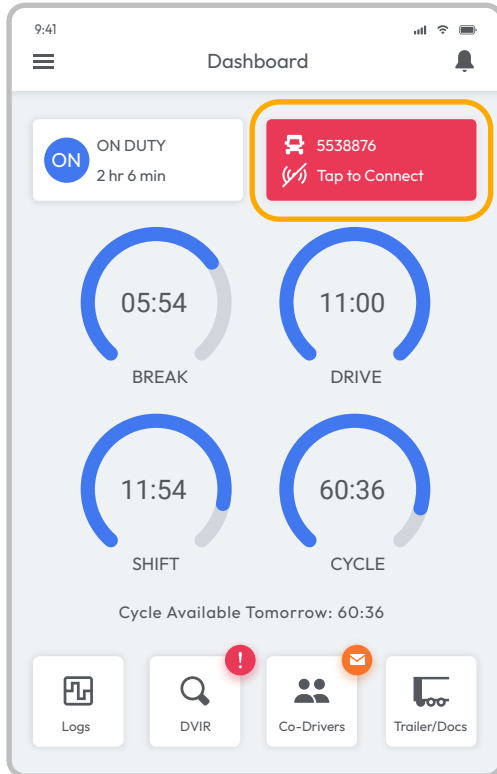 9:41
Dashboard
ON
ON DUTY
2 hr 6 min
5538876
Tap to Connect
05:54
BREAK
11:00
DRIVE
11:54
SHIFT
60:36
CYCLE
Cycle Available Tomorrow: 60:36
!
Logs
DVIR
Co-Drivers
Trailer/Docs